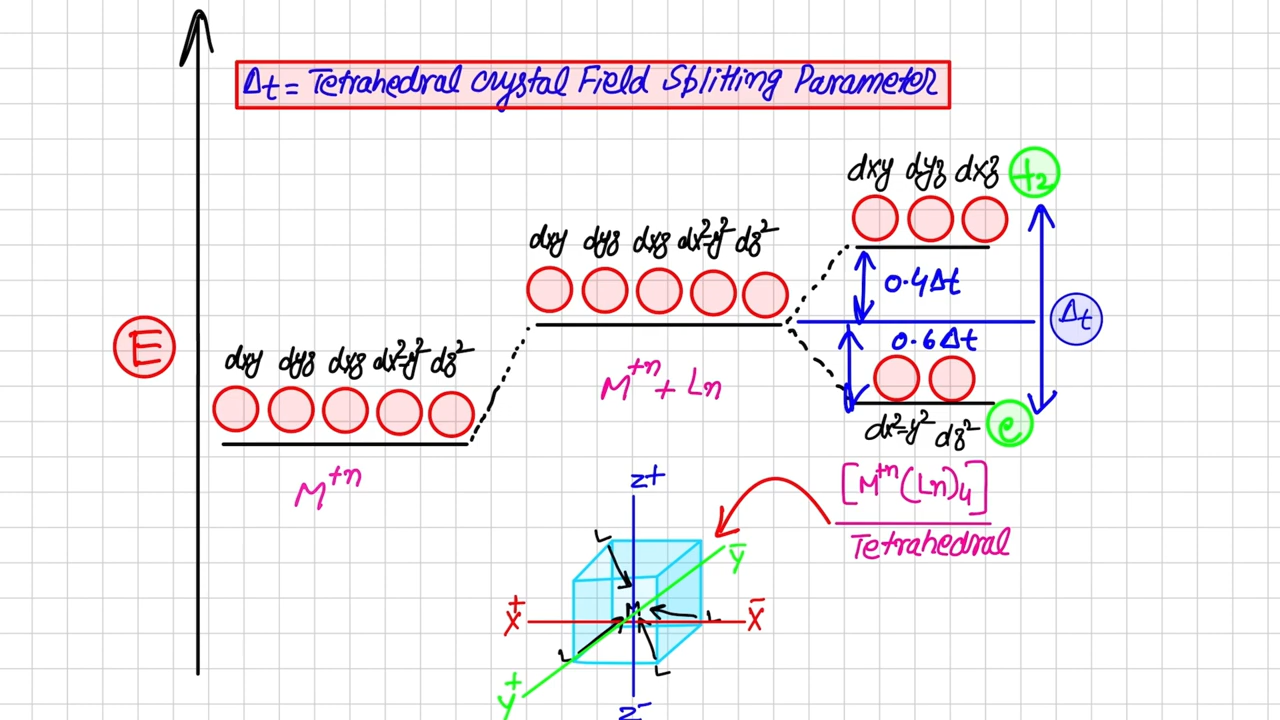 Δt = Tetrahedral crystal Field Splitting Parameter
dxy dyz dxz t2
dxy dyz dxz dx²-y² dz²
0.4Δt
E
Δt
0.6Δt
dxy dyz dxz dx²-y² dz²
M⁺ⁿ + Ln
dx²-y² dz² e
M⁺ⁿ
[M⁺ⁿ(Ln)₄]
Tetrahedral
z+
L
ȳ
M
x⁺ L x̄
L
L
y⁺
z⁻